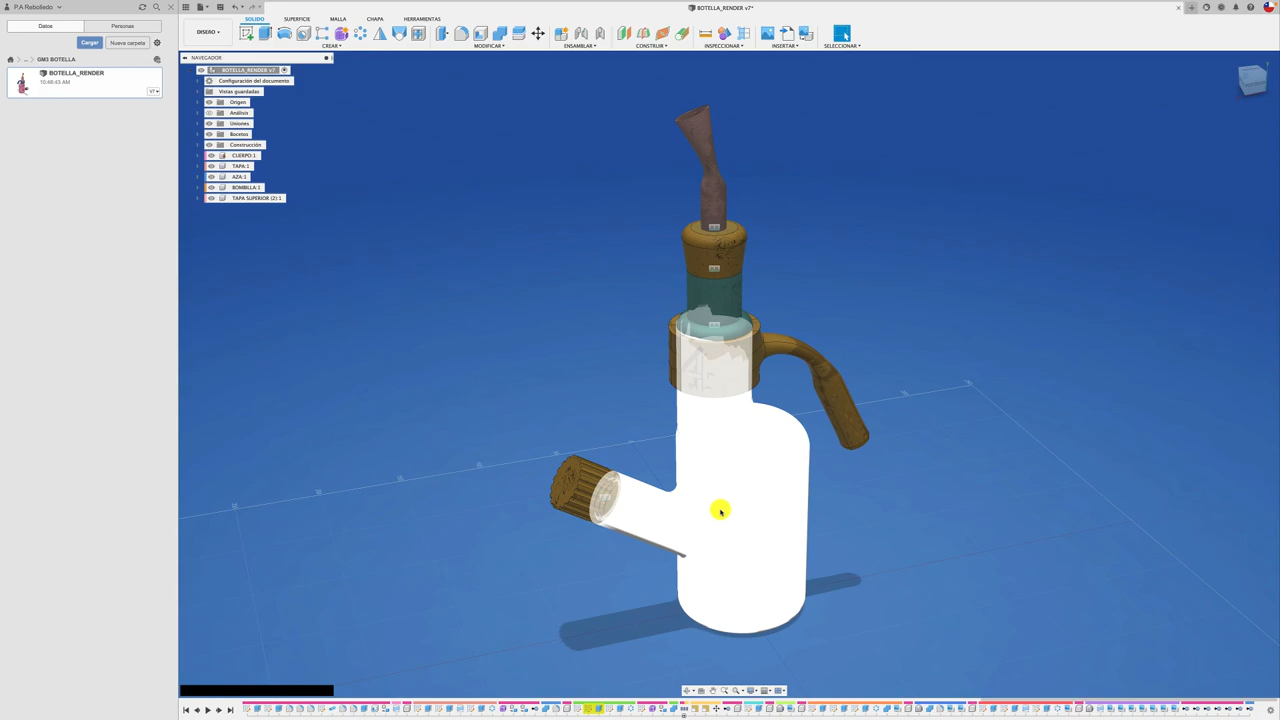 P.A Rebolledo
BOTELLA_RENDER v7*
Datos
Personas
Cargar
Nueva carpeta
... GM3 BOTELLA
BOTELLA_RENDER
10:48:43 AM
V7
DISEÑO
SOLIDO
SUPERFICIE
MALLA
CHAPA
HERRAMIENTAS
CREAR
MODIFICAR
ENSAMBLAR
CONSTRUIR
INSPECCIONAR
INSERTAR
SELECCIONAR
NAVEGADOR
BOTELLA_RENDER v7
Configuración del documento
Vistas guardadas
Origen
Análisis
Uniones
Bocetos
Construcción
CUERPO:1
TAPA:1
AZA:1
BOMBILLA:1
TAPA SUPERIOR (2):1